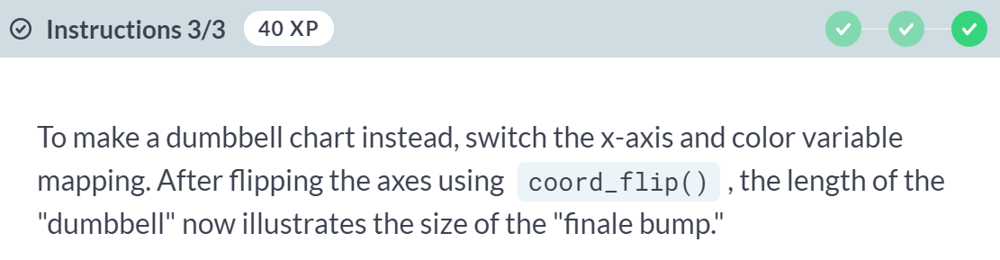 Instructions 3/3 40 XP
To make a dumbbell chart instead, switch the x-axis and color variable
mapping. After flipping the axes using coord_flip() , the length of the
"dumbbell" now illustrates the size of the "finale bump."